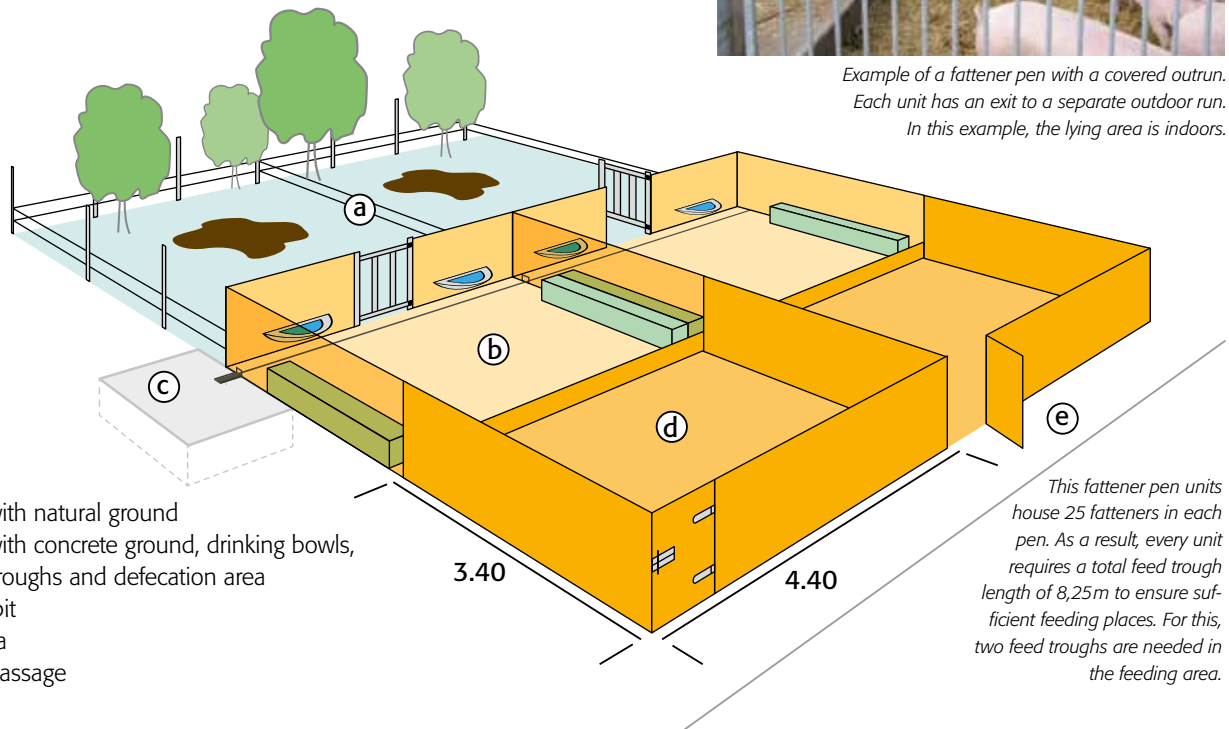 Example of a fattener pen with a covered outrun.
Each unit has an exit to a separate outdoor run.
In this example, the lying area is indoors.
a
b
c
d
e
with natural ground
with concrete ground, drinking bowls,
roughs and defecation area
pit
a
assage
3.40
4.40
This fattener pen units
house 25 fatteners in each
pen. As a result, every unit
requires a total feed trough
length of 8,25m to ensure suf-
ficient feeding places. For this,
two feed troughs are needed in
the feeding area.